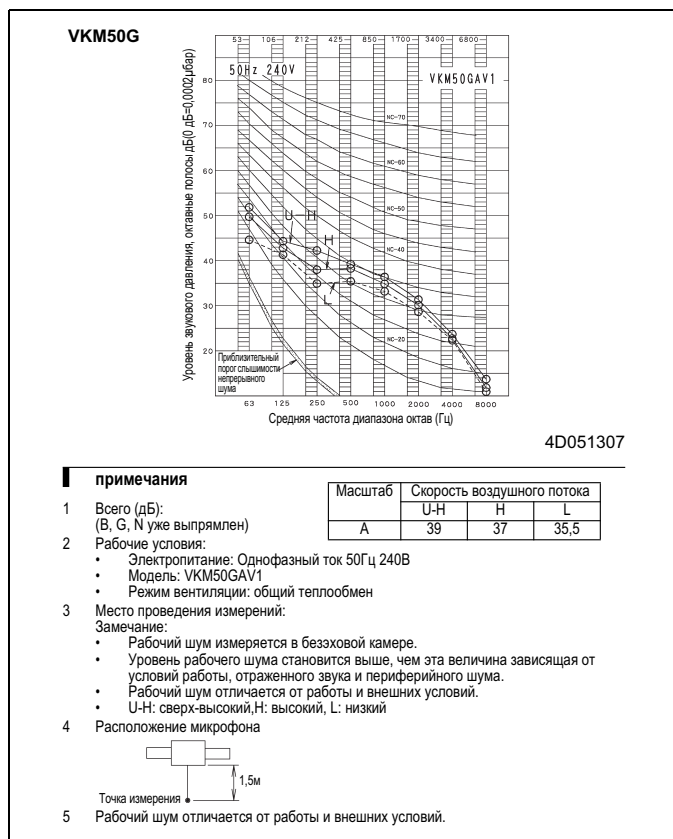 VKM50G
Уровень звукового давления, октавные полосы дБ(0 дБ=0,0002μбар)
53 106 212 425 850 1700 3400 6800
50Hz 240V
VKM50GAV1
80
70
60
50
40
30
20
NC-70
NC-60
NC-50
NC-40
NC-20
U-H
H
L
Приблизительный
порог слышимости
непрерывного
шума
63 125 250 500 1000 2000 4000 8000
Средняя частота диапазона октав (Гц)
4D051307
примечания
Масштаб Скорость воздушного потока
U-H H L
A 39 37 35,5
1 Всего (дБ):
(B, G, N уже выпрямлен)
2 Рабочие условия:
• Электропитание: Однофазный ток 50Гц 240В
• Модель: VKM50GAV1
• Режим вентиляции: общий теплообмен
3 Место проведения измерений:
Замечание:
• Рабочий шум измеряется в безэховой камере.
• Уровень рабочего шума становится выше, чем эта величина зависящая от
условий работы, отраженного звука и периферийного шума.
• Рабочий шум отличается от работы и внешних условий.
• U-H: сверх-высокий,H: высокий, L: низкий
4 Расположение микрофона
1,5м
Точка измерения
5 Рабочий шум отличается от работы и внешних условий.